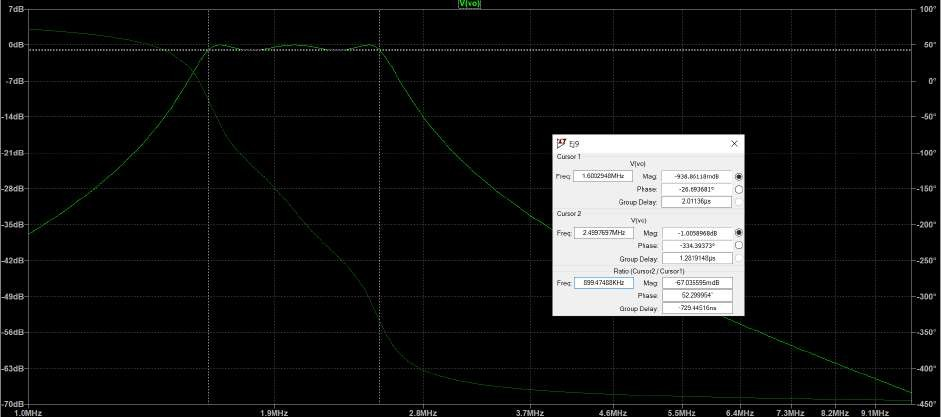 V(vo)
7dB 100°
0dB 50°
-7dB 0°
-14dB -50°
-21dB -100°
-28dB -150°
-35dB -200°
-42dB -250°
-49dB -300°
-56dB -350°
-63dB -400°
-70dB -450°
1.0MHz 1.9MHz 2.8MHz 3.7MHz 4.6MHz 5.5MHz 6.4MHz 7.3MHz 8.2MHz 9.1MHz
Ej9
Cursor 1
V(vo)
Freq: 1.6002948MHz Mag: -938.86118mdB
Phase: -26.693681°
Group Delay: 2.01136µs
Cursor 2
V(vo)
Freq: 2.4997697MHz Mag: -1.0058968dB
Phase: -334.39373°
Group Delay: 1.2819148µs
Ratio (Cursor2 / Cursor1)
Freq: 899.47488KHz Mag: -67.035595mdB
Phase: 52.299954°
Group Delay: -729.44516ns